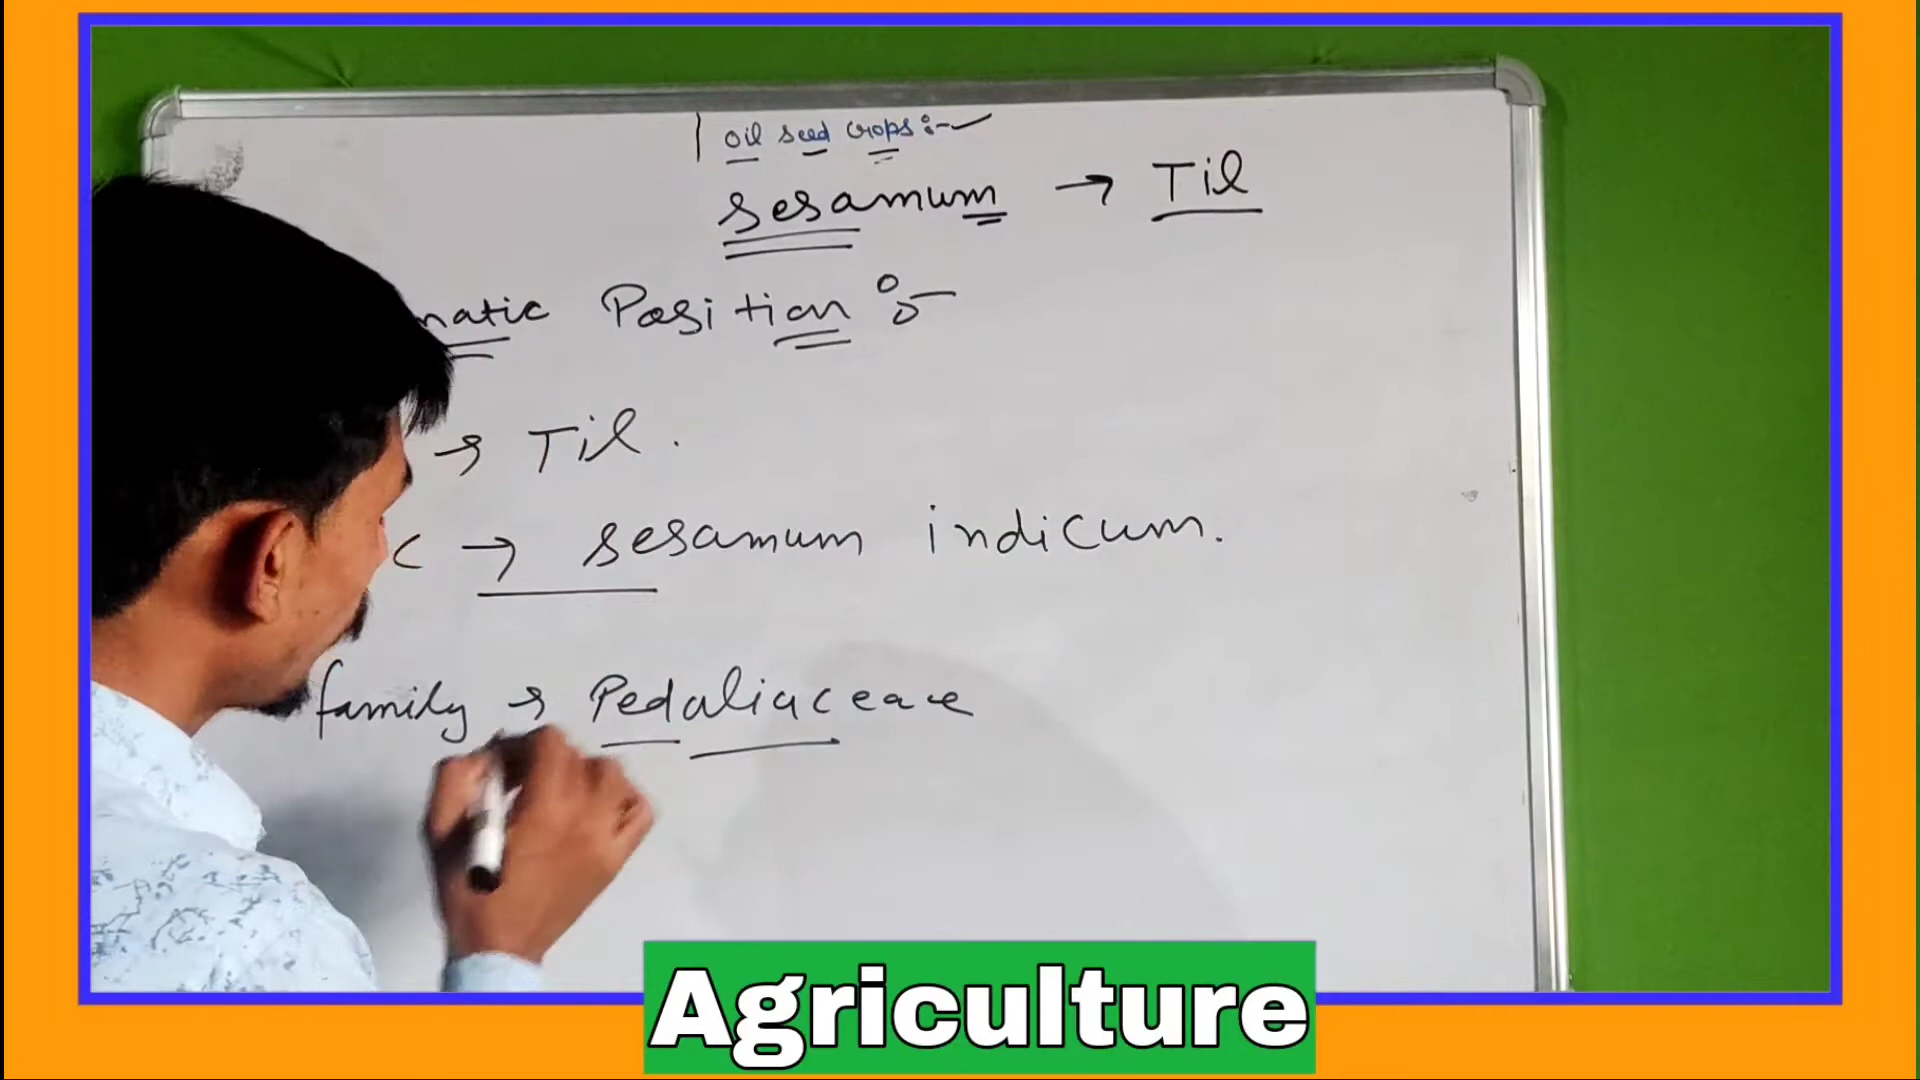 oil seed crops :-
sesamum → Til
matic Position :-
→ Til.
c → sesamum indicum.
family → Pedaliaceae
Agriculture